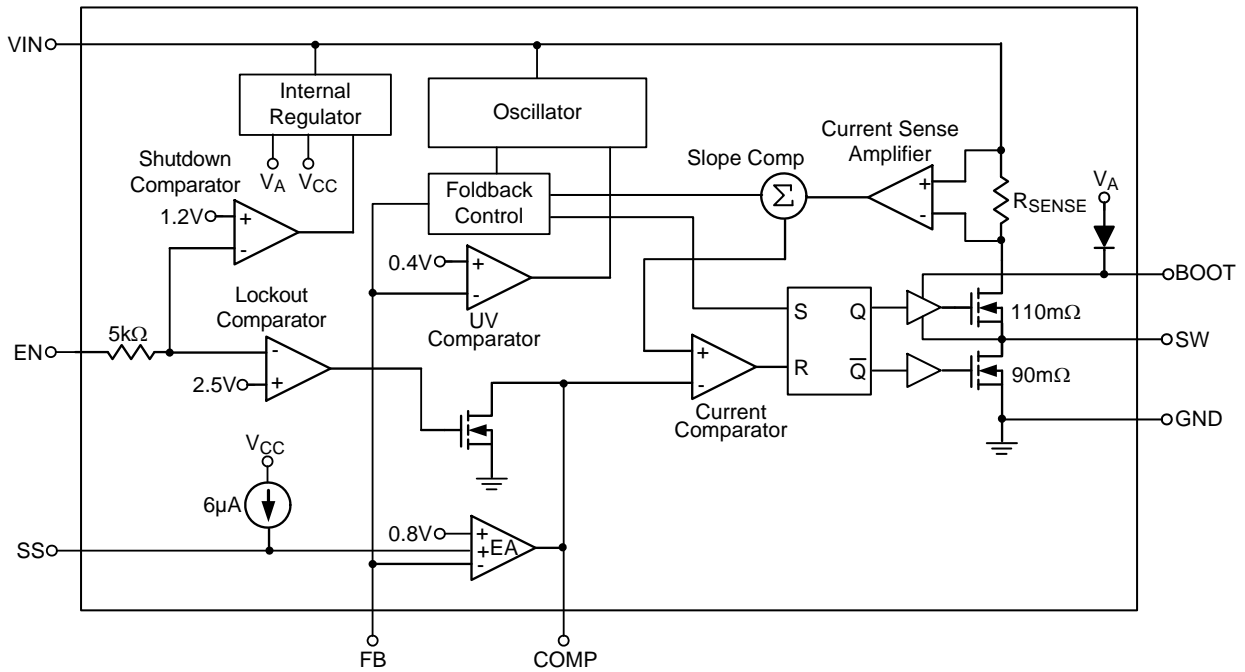 VIN
Internal
Regulator
Oscillator
Current Sense
Amplifier
Shutdown
Comparator
VA
VCC
Slope Comp
Foldback
Control
Σ
+
-
RSENSE
VA
1.2V
+
-
0.4V
+
-
UV
Comparator
BOOT
Lockout
Comparator
S
Q
110mΩ
5kΩ
EN
-
+
2.5V
+
-
R
Q̅
SW
90mΩ
Current
Comparator
GND
VCC
6µA
0.8V
+
+
-
EA
SS
FB
COMP